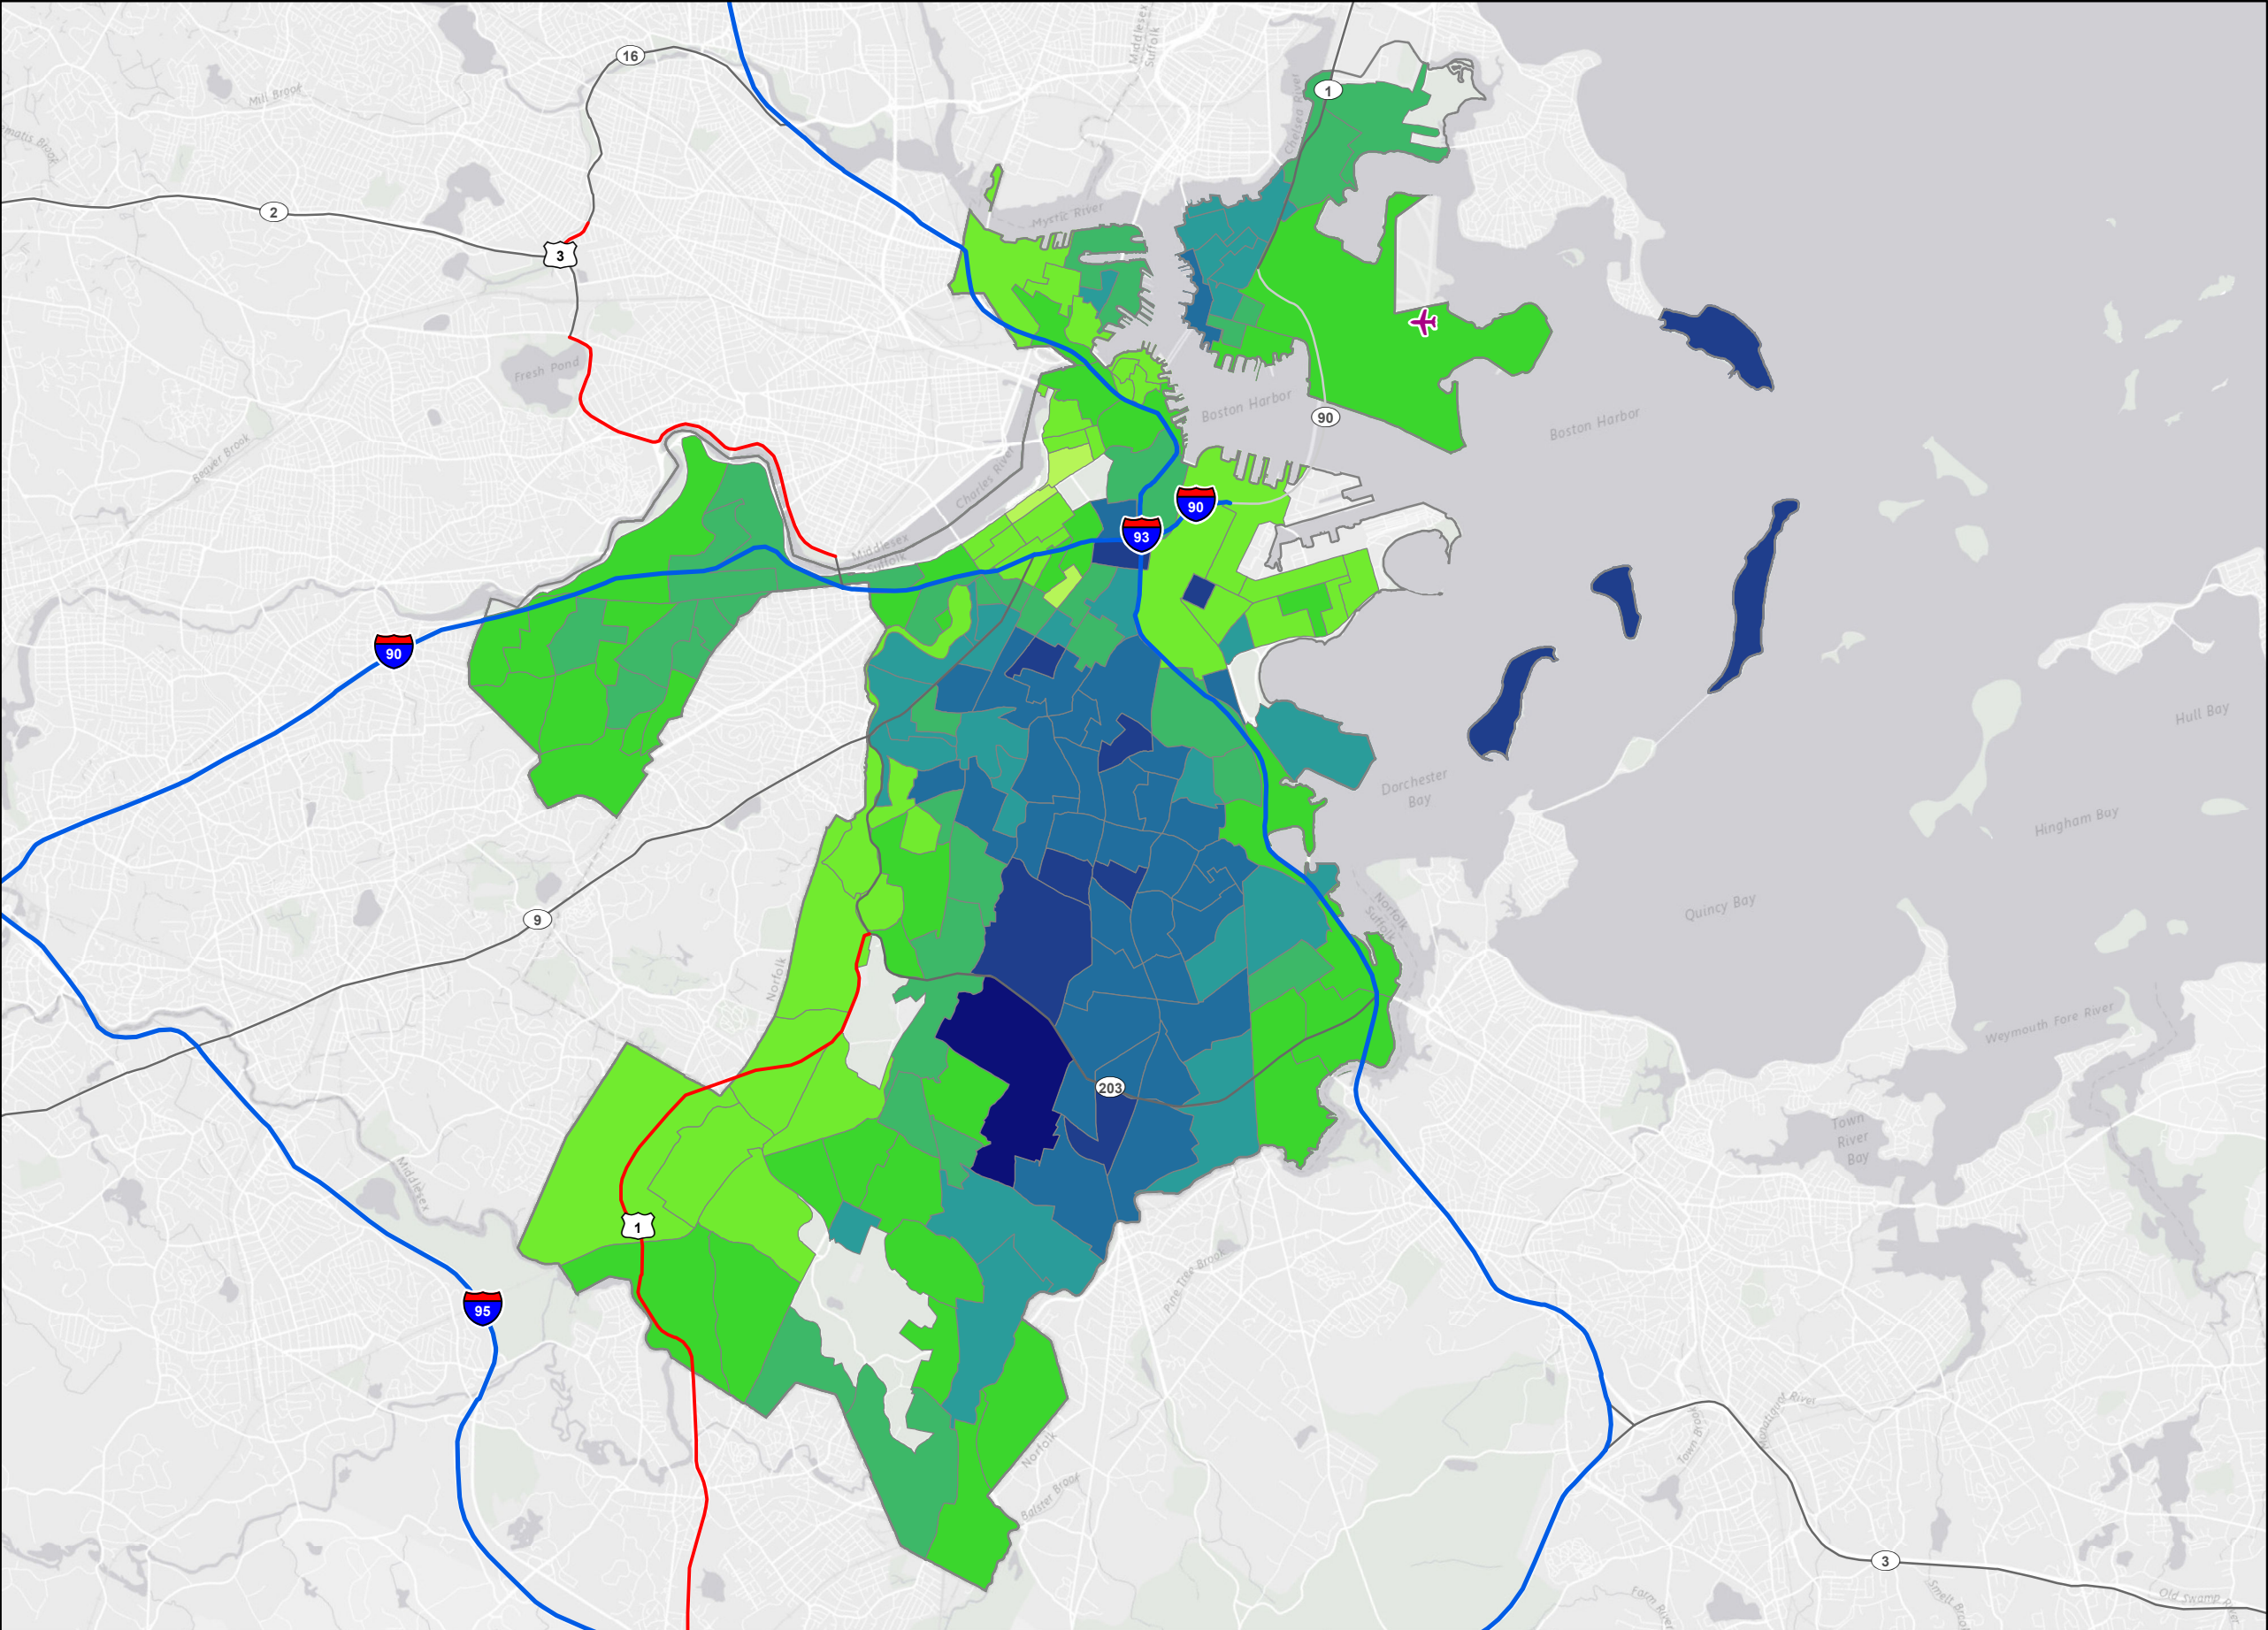 16
Middlesex
Suffolk
1
Mill Brook
Chelsea River
2
Mystic River
3
Fresh Pond
Boston Harbor
90
Boston Harbor
Beaver Brook
Charles River
90
93
Middlesex
Suffolk
90
Hull Bay
Dorchester
Bay
Hingham Bay
9
Norfolk
Suffolk
Quincy Bay
Norfolk
Weymouth Fore River
203
Town
River
Bay
Middlesex
1
Pine Tree Brook
95
River
Norfolk
Balster Brook
3
Farm River
Smelt Brook
Old Swamp River